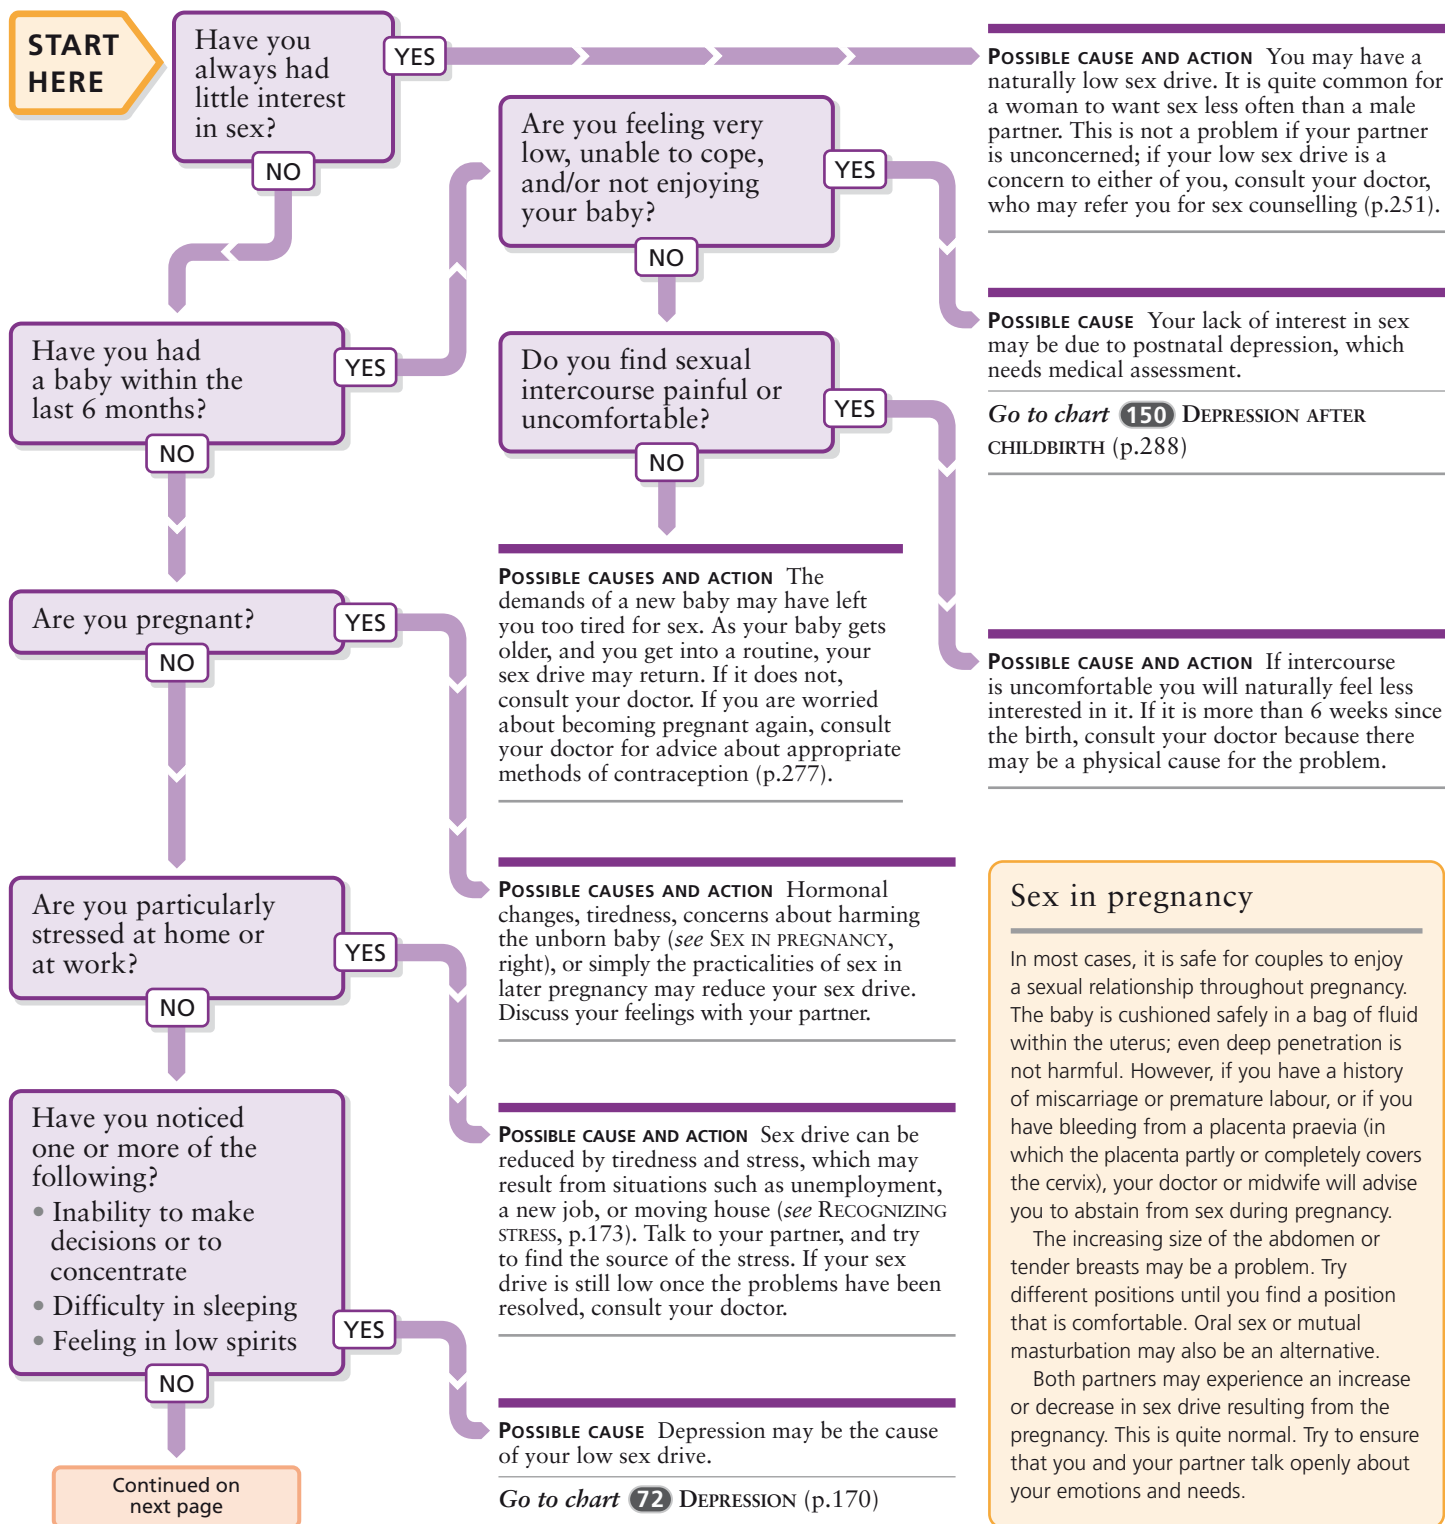 START
HERE
Have you
always had
little interest
in sex?
YES
NO
POSSIBLE CAUSE AND ACTION You may have a
naturally low sex drive. It is quite common for
a woman to want sex less often than a male
partner. This is not a problem if your partner
is unconcerned; if your low sex drive is a
concern to either of you, consult your doctor,
who may refer you for sex counselling (p.251).
Are you feeling very
low, unable to cope,
and/or not enjoying
your baby?
YES
NO
POSSIBLE CAUSE Your lack of interest in sex
may be due to postnatal depression, which
needs medical assessment.
Go to chart 150 DEPRESSION AFTER
CHILDBIRTH (p.288)
Have you had
a baby within the
last 6 months?
YES
NO
Do you find sexual
intercourse painful or
uncomfortable?
YES
NO
POSSIBLE CAUSES AND ACTION The
demands of a new baby may have left
you too tired for sex. As your baby gets
older, and you get into a routine, your
sex drive may return. If it does not,
consult your doctor. If you are worried
about becoming pregnant again, consult
your doctor for advice about appropriate
methods of contraception (p.277).
POSSIBLE CAUSE AND ACTION If intercourse
is uncomfortable you will naturally feel less
interested in it. If it is more than 6 weeks since
the birth, consult your doctor because there
may be a physical cause for the problem.
Are you pregnant?
YES
NO
POSSIBLE CAUSES AND ACTION Hormonal
changes, tiredness, concerns about harming
the unborn baby (see SEX IN PREGNANCY,
right), or simply the practicalities of sex in
later pregnancy may reduce your sex drive.
Discuss your feelings with your partner.
Are you particularly
stressed at home or
at work?
YES
NO
POSSIBLE CAUSE AND ACTION Sex drive can be
reduced by tiredness and stress, which may
result from situations such as unemployment,
a new job, or moving house (see RECOGNIZING
STRESS, p.173). Talk to your partner, and try
to find the source of the stress. If your sex
drive is still low once the problems have been
resolved, consult your doctor.
Have you noticed
one or more of the
following?
• Inability to make
decisions or to
concentrate
• Difficulty in sleeping
• Feeling in low spirits
YES
NO
POSSIBLE CAUSE Depression may be the cause
of your low sex drive.
Go to chart 72 DEPRESSION (p.170)
Continued on
next page
Sex in pregnancy
In most cases, it is safe for couples to enjoy
a sexual relationship throughout pregnancy.
The baby is cushioned safely in a bag of fluid
within the uterus; even deep penetration is
not harmful. However, if you have a history
of miscarriage or premature labour, or if you
have bleeding from a placenta praevia (in
which the placenta partly or completely covers
the cervix), your doctor or midwife will advise
you to abstain from sex during pregnancy.
The increasing size of the abdomen or
tender breasts may be a problem. Try
different positions until you find a position
that is comfortable. Oral sex or mutual
masturbation may also be an alternative.
Both partners may experience an increase
or decrease in sex drive resulting from the
pregnancy. This is quite normal. Try to ensure
that you and your partner talk openly about
your emotions and needs.